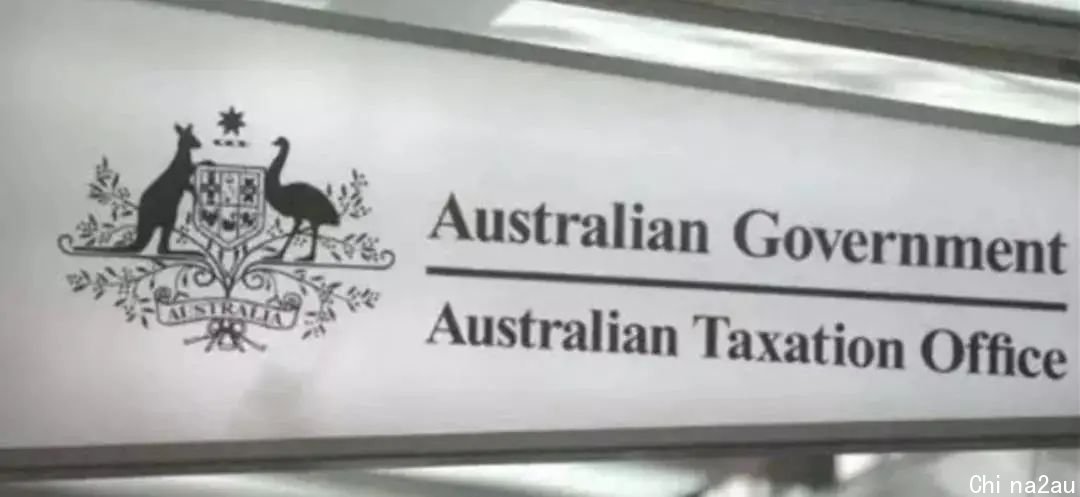 Australian Government
Australian Taxation Office
AUSTRALIA
Chi na2au